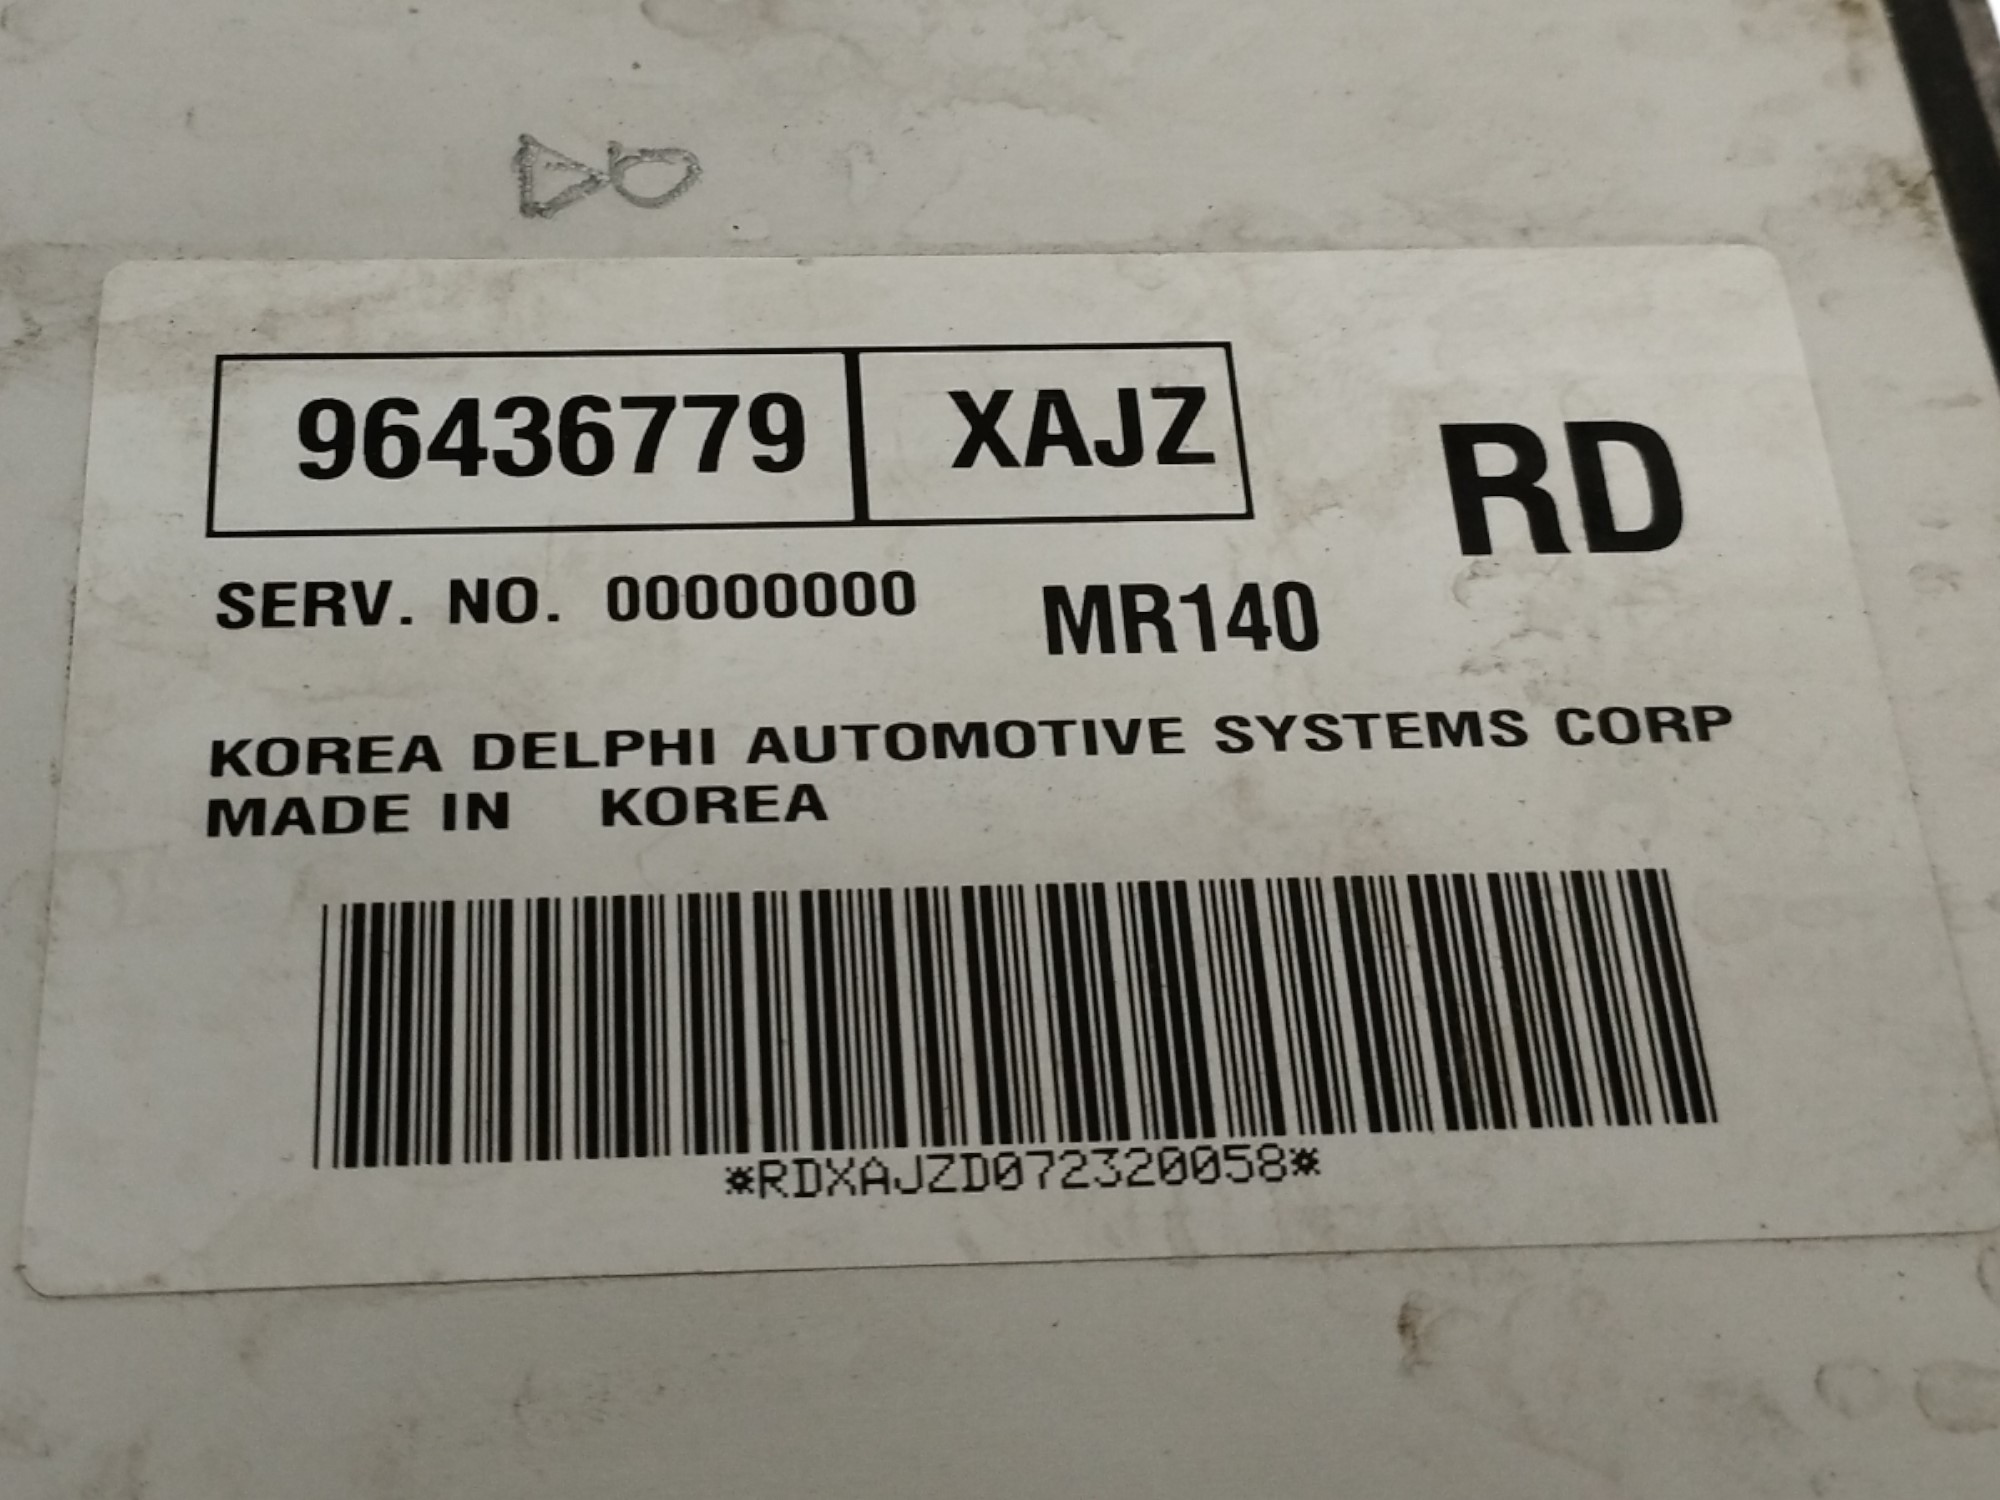 96436779 XAJZ
RD
SERV. NO. 00000000 MR140
KOREA DELPHI AUTOMOTIVE SYSTEMS CORP
MADE IN KOREA
*RDXAJZD072320058*